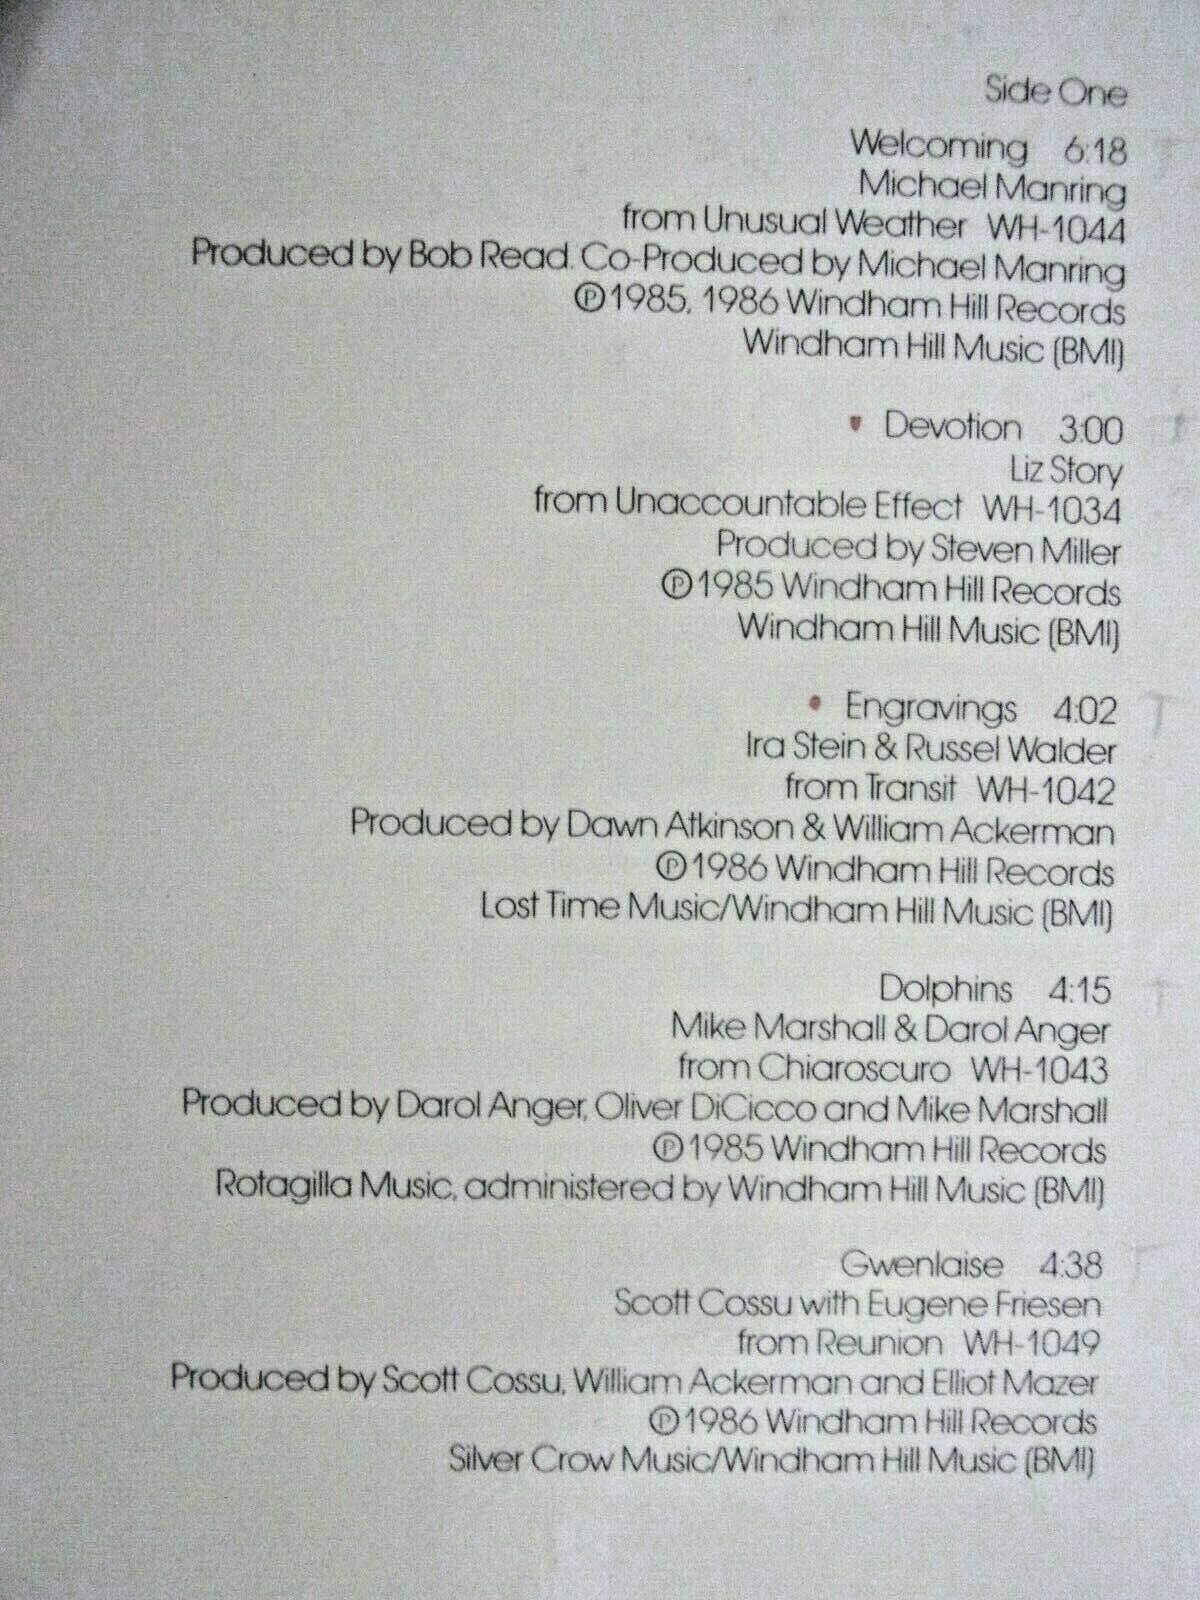 Side One
Welcoming 6:18
Michael Manring
from Unusual Weather WH-1044
Produced by Bob Read. Co-Produced by Michael Manring
℗1985, 1986 Windham Hill Records
Windham Hill Music (BMI)
Devotion 3:00
Liz Story
from Unaccountable Effect WH-1034
Produced by Steven Miller
℗1985 Windham Hill Records
Windham Hill Music (BMI)
Engravings 4:02
Ira Stein & Russel Walder
from Transit WH-1042
Produced by Dawn Atkinson & William Ackerman
℗1986 Windham Hill Records
Lost Time Music/Windham Hill Music (BMI)
Dolphins 4:15
Mike Marshall & Darol Anger
from Chiaroscuro WH-1043
Produced by Darol Anger, Oliver DiCicco and Mike Marshall
℗1985 Windham Hill Records
Rotagilla Music, administered by Windham Hill Music (BMI)
Gwenlaise 4:38
Scott Cossu with Eugene Friesen
from Reunion WH-1049
Produced by Scott Cossu, William Ackerman and Elliot Mazer
℗1986 Windham Hill Records
Silver Crow Music/Windham Hill Music (BMI)